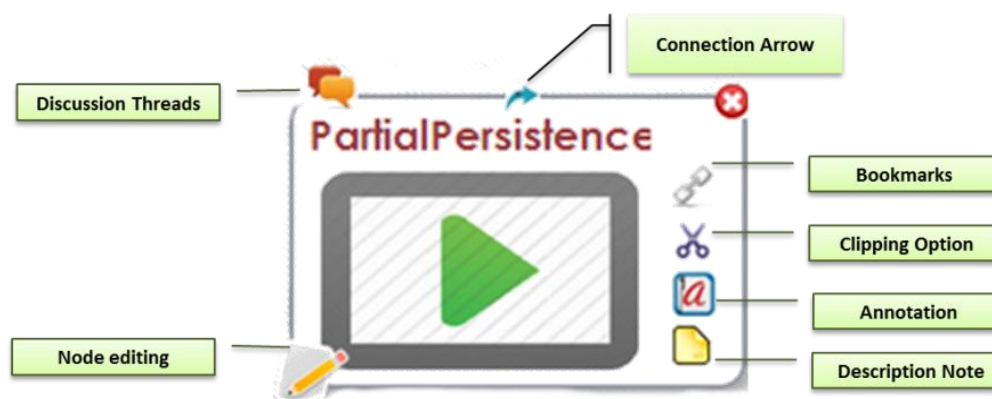 Connection Arrow
Discussion Threads
PartialPersistence
Bookmarks
Clipping Option
a
Annotation
Node editing
Description Note